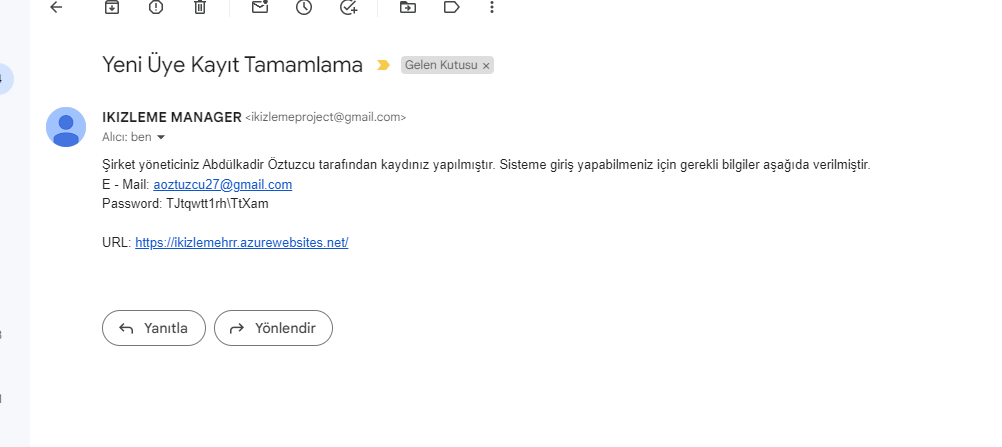 Yeni Üye Kayıt Tamamlama Gelen Kutusu ×
IKIZLEME MANAGER <ikizlemeproject@gmail.com>
Alıcı: ben
Şirket yöneticiniz Abdülkadir Öztuzcu tarafından kaydınız yapılmıştır. Sisteme giriş yapabilmeniz için gerekli bilgiler aşağıda verilmiştir.
E - Mail: aoztuzcu27@gmail.com
Password: TJtqwtt1rh\TtXam
URL: https://ikizlemehrr.azurewebsites.net/
Yanıtla Yönlendir